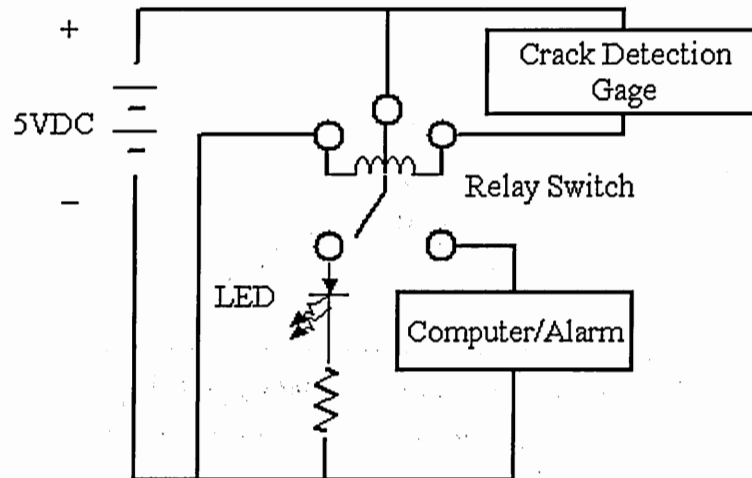 +
Crack Detection
Gage
5VDC
−
Relay Switch
LED
Computer/Alarm